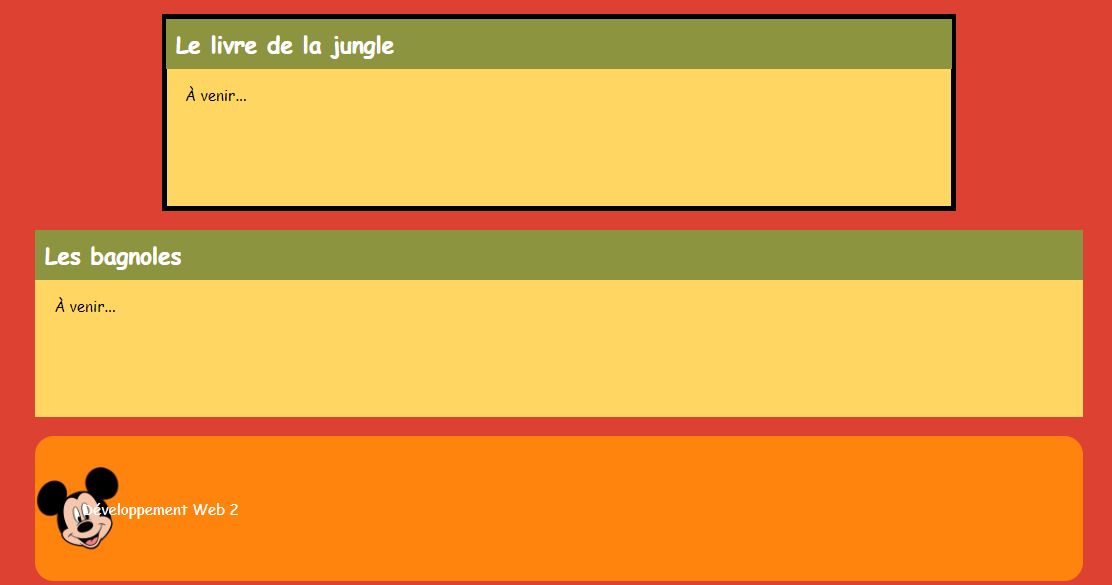 Le livre de la jungle
À venir...
Les bagnoles
À venir...
Développement Web 2